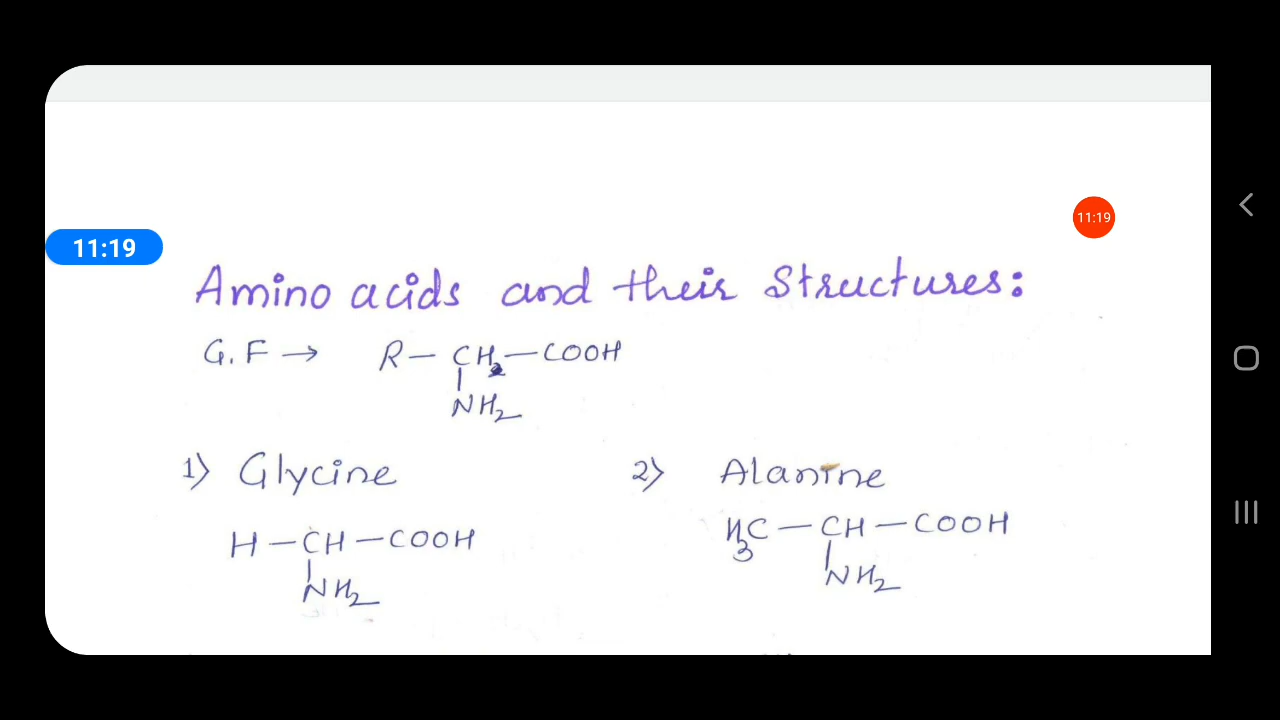 11:19
11:19
Amino acids and their Structures:
G.F → R — CH₂ — COOH
NH₂
1) Glycine 2) Alanine
H — CH — COOH H₃C — CH — COOH
NH₂ NH₂